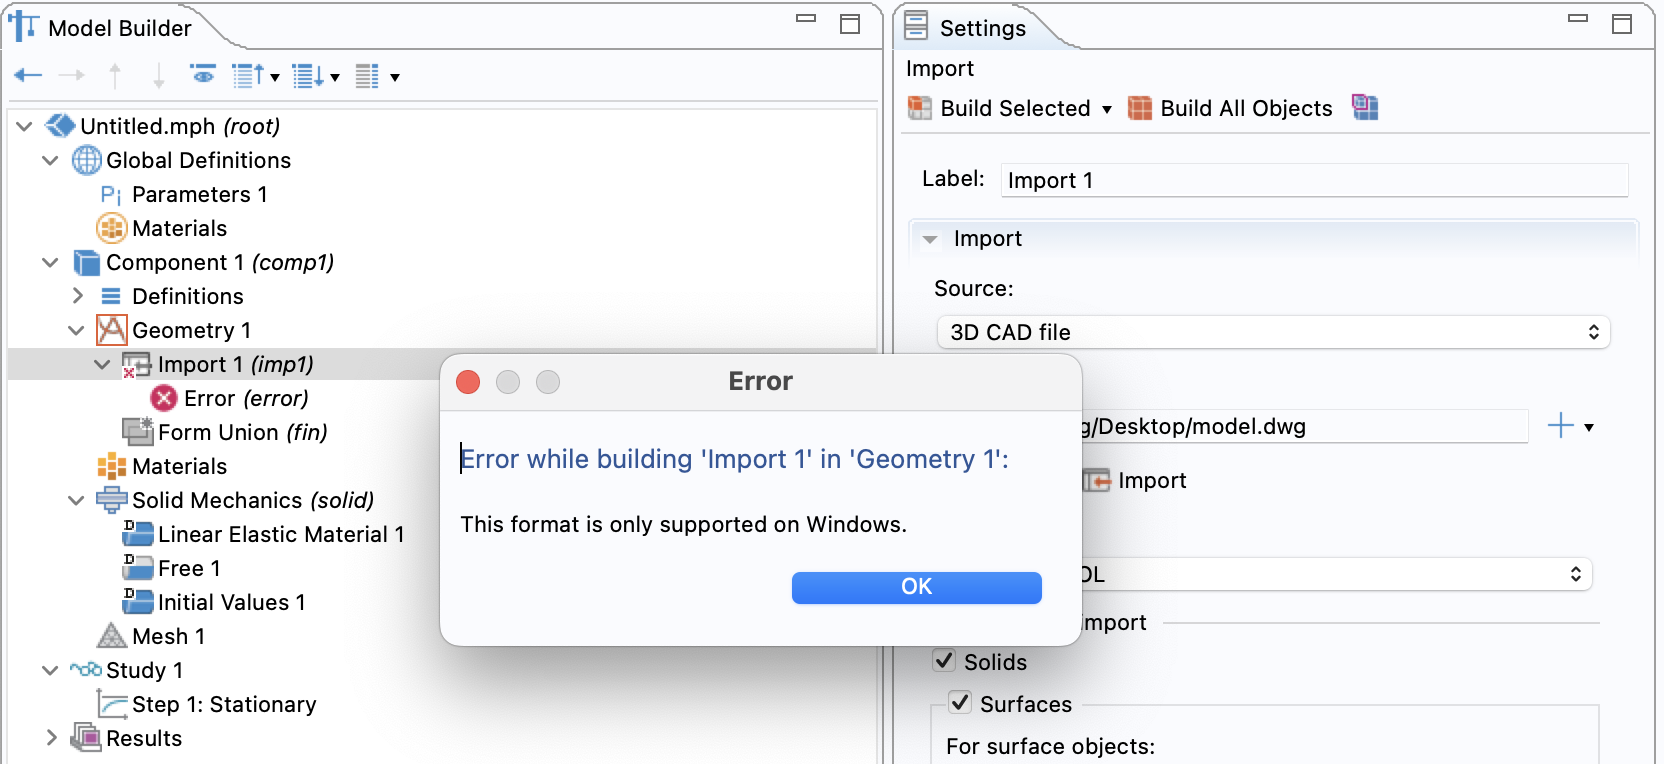 Model Builder
Untitled.mph (root)
Global Definitions
Pi Parameters 1
Materials
Component 1 (comp1)
Definitions
Geometry 1
Import 1 (imp1)
Error (error)
Form Union (fin)
Materials
Solid Mechanics (solid)
D Linear Elastic Material 1
D Free 1
D Initial Values 1
Mesh 1
Study 1
Step 1: Stationary
Results
Settings
Import
Build Selected
Build All Objects
Label: Import 1
Import
Source:
3D CAD file
g/Desktop/model.dwg
Import
OL
mport
Solids
Surfaces
For surface objects:
Error
Error while building 'Import 1' in 'Geometry 1':
This format is only supported on Windows.
OK